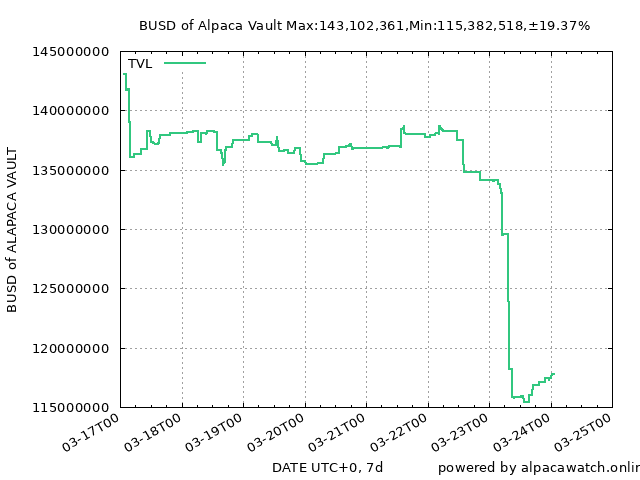 BUSD of Alpaca Vault Max:143,102,361,Min:115,382,518,±19.37%
TVL
145000000
140000000
135000000
130000000
125000000
120000000
115000000
BUSD of ALAPACA VAULT
03-17T00
03-18T00
03-19T00
03-20T00
03-21T00
03-22T00
03-23T00
03-24T00
03-25T00
DATE UTC+0, 7d
powered by alpacawatch.onlin